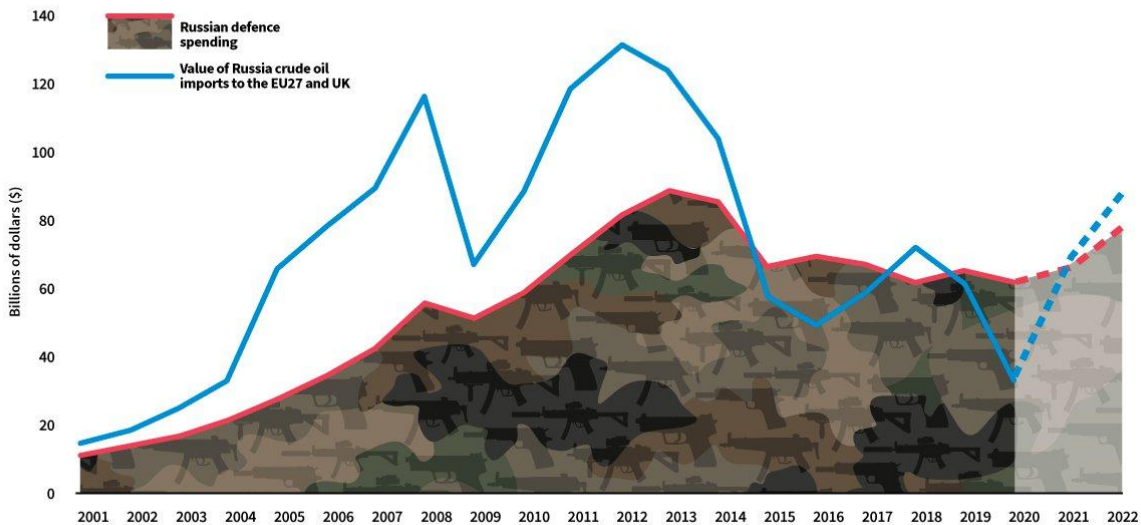 140
Russian defence
spending
Value of Russia crude oil
imports to the EU27 and UK
120
100
80
60
40
20
0
Billions of dollars ($)
2001 2002 2003 2004 2005 2006 2007 2008 2009 2010 2011 2012 2013 2014 2015 2016 2017 2018 2019 2020 2021 2022